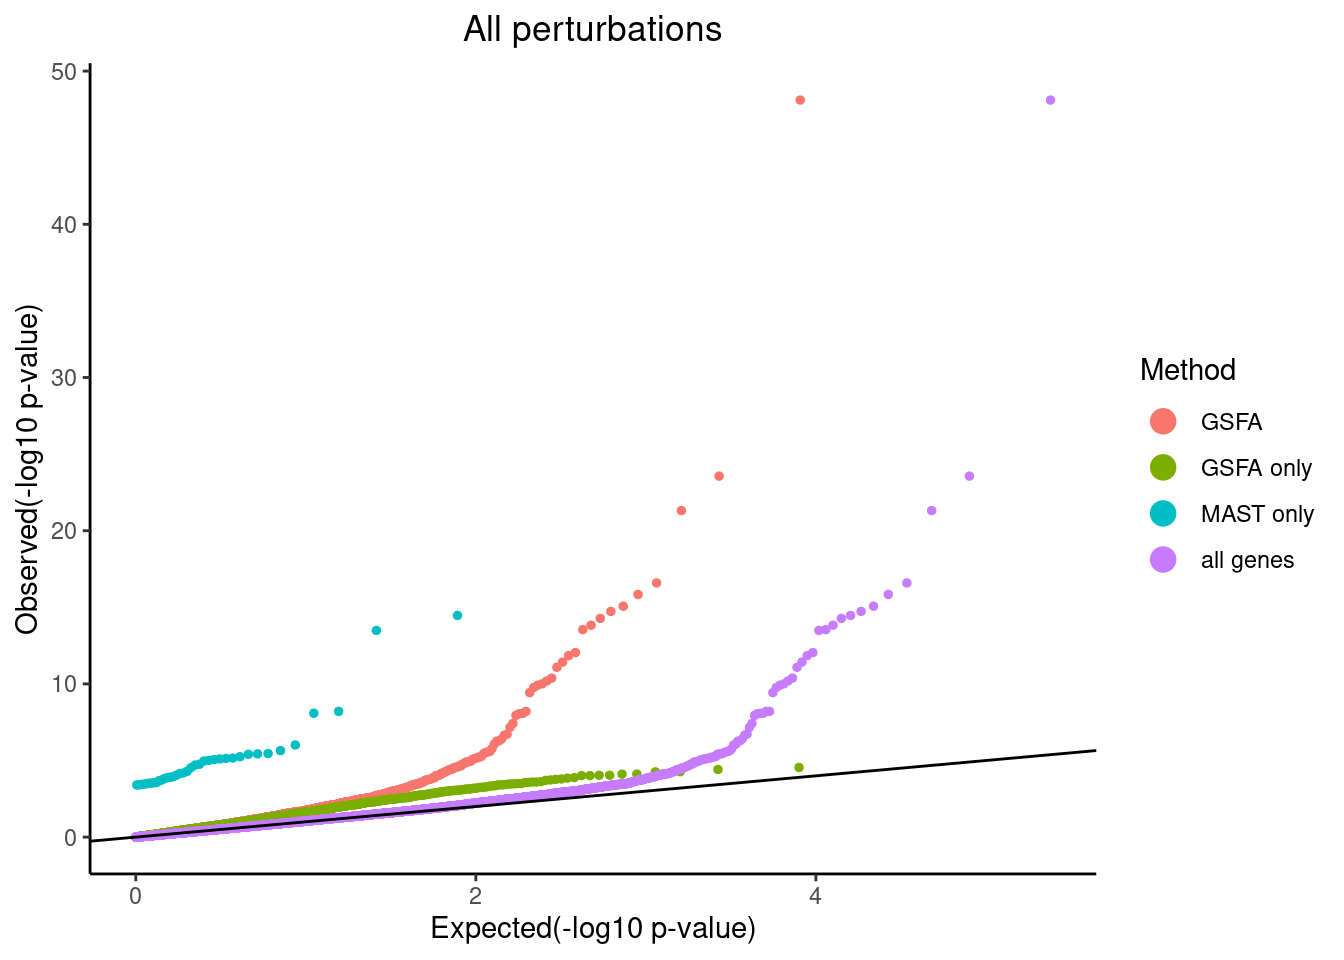 All perturbations
Observed(-log10 p-value)
50
40
30
20
10
0
0 2 4
Expected(-log10 p-value)
Method
GSFA
GSFA only
MAST only
all genes